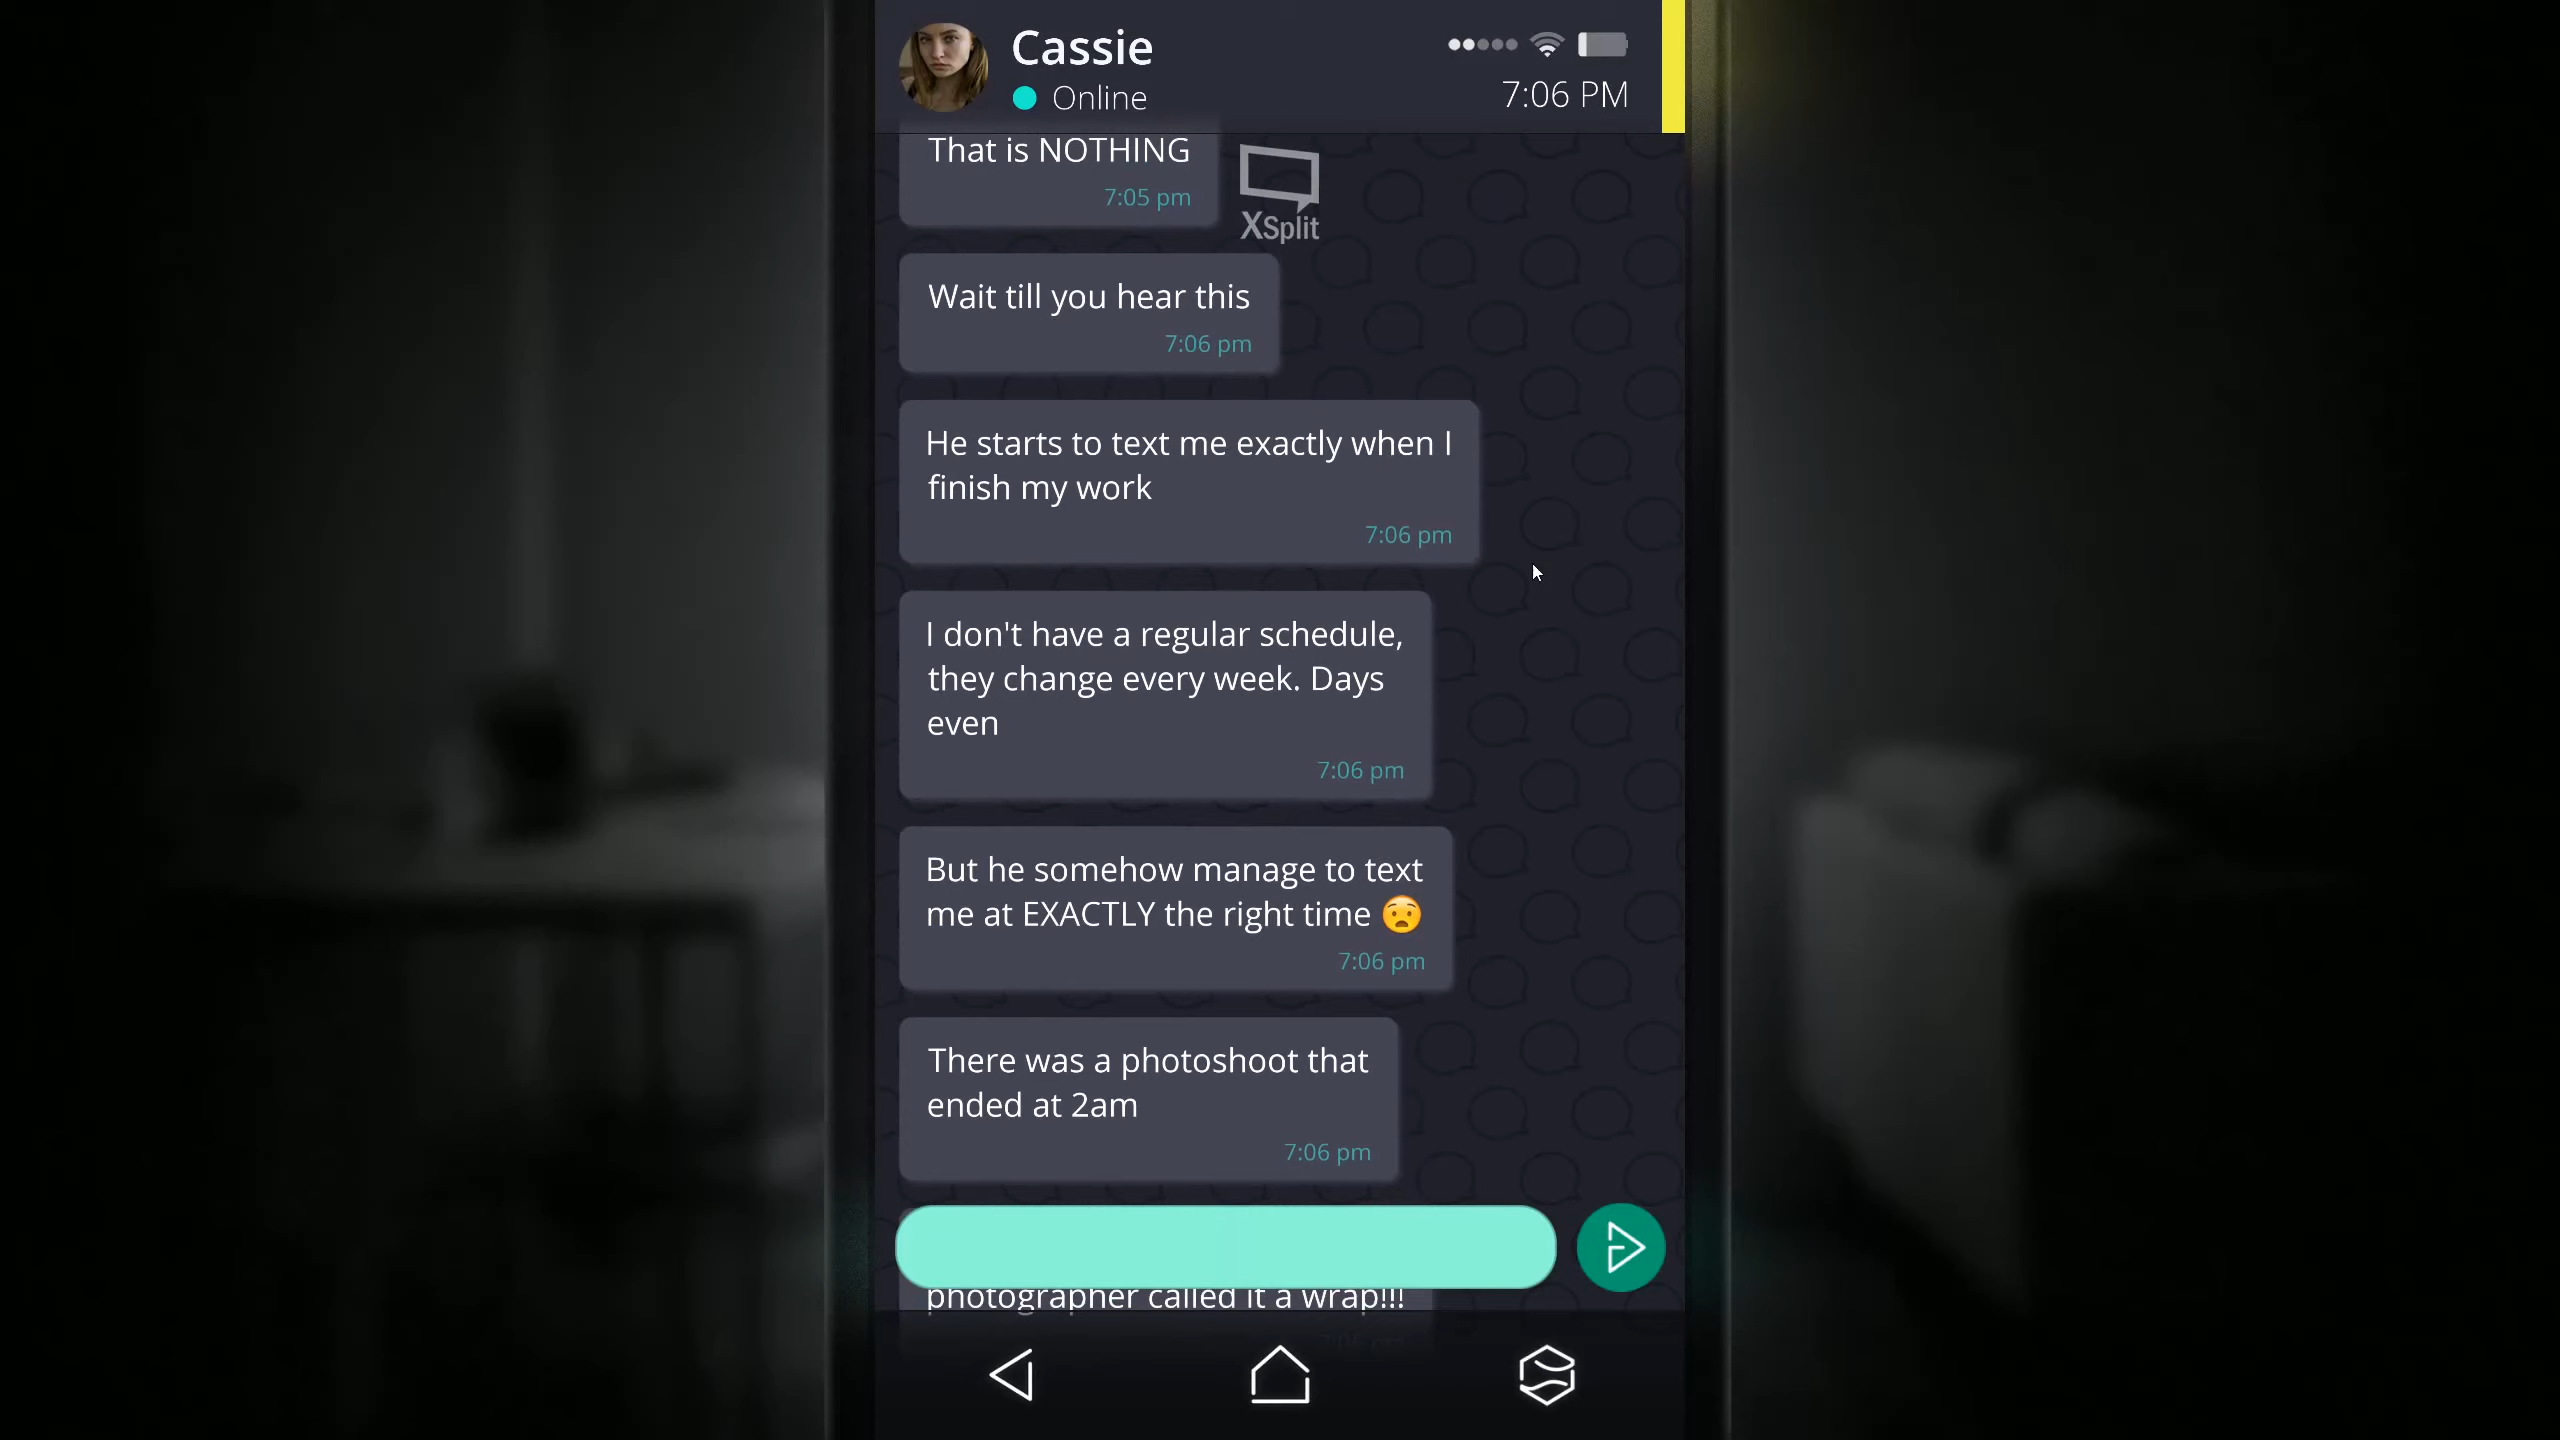 Cassie
Online
7:06 PM
That is NOTHING
7:05 pm
XSplit
Wait till you hear this
7:06 pm
He starts to text me exactly when I
finish my work
7:06 pm
I don't have a regular schedule,
they change every week. Days
even
7:06 pm
But he somehow manage to text
me at EXACTLY the right time 😧
7:06 pm
There was a photoshoot that
ended at 2am
7:06 pm
photographer called it a wrap!!!
7:06 pm